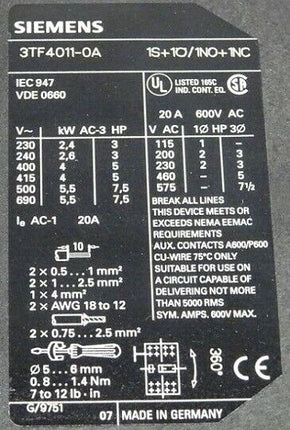 SIEMENS
3TF4011-0A 1S+1Ö/1NO+1NC
IEC 947
VDE 0660
UL LISTED 165C
IND. CONT. EQ.
20 A 600V AC
V~ kW AC-3 HP
230 2,4 3
240 2,6 3
400 4 5
415 4 5
500 5,5 7,5
690 5,5 7,5
V AC 1Ø HP 3Ø
115 1 -
200 2 3
230 2 3
460 - 5
575 - 7½
Ie AC-1 20A
10
2 × 0.5...1 mm²
2 × 1...2.5 mm²
1 × 4 mm²
2 × AWG 18 to 12
2 × 0.75...2.5 mm²
Ø 5...6 mm
0.8...1.4 Nm
7 to 12 lb · in
BREAK ALL LINES
THIS DEVICE MEETS OR
EXCEEDS NEMA EEMAC
REQUIREMENTS
AUX. CONTACTS A600/P600
CU-WIRE 75°C ONLY
SUITABLE FOR USE ON
A CIRCUIT CAPABLE OF
DELIVERING NOT MORE
THAN 5000 RMS
SYM. AMPS. 600V MAX.
360°
CE
G/9751
07 MADE IN GERMANY